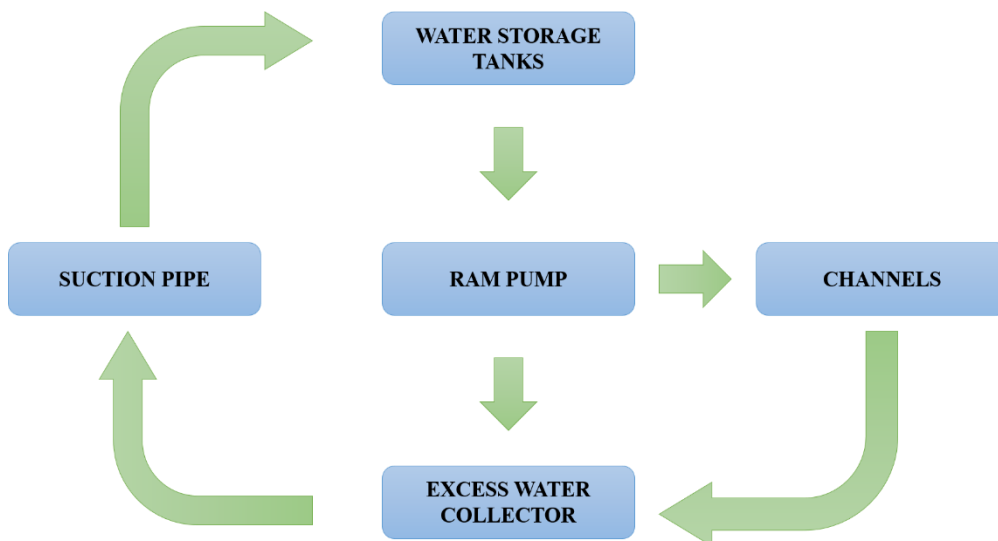 WATER STORAGE
TANKS
SUCTION PIPE
RAM PUMP
CHANNELS
EXCESS WATER
COLLECTOR